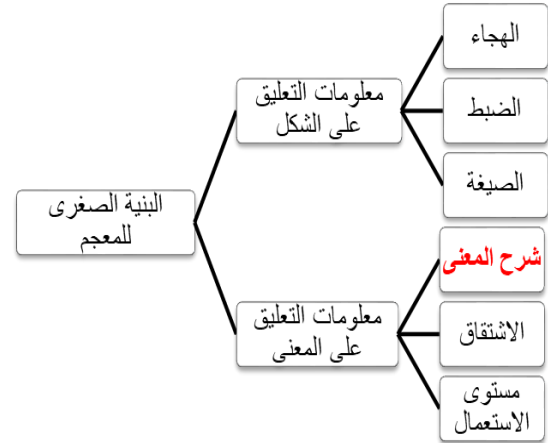 البنية الصغرى
للمعجم
معلومات التعليق
على الشكل
الهجاء
الضبط
الصيغة
معلومات التعليق
على المعنى
شرح المعنى
الاشتقاق
مستوى
الاستعمال